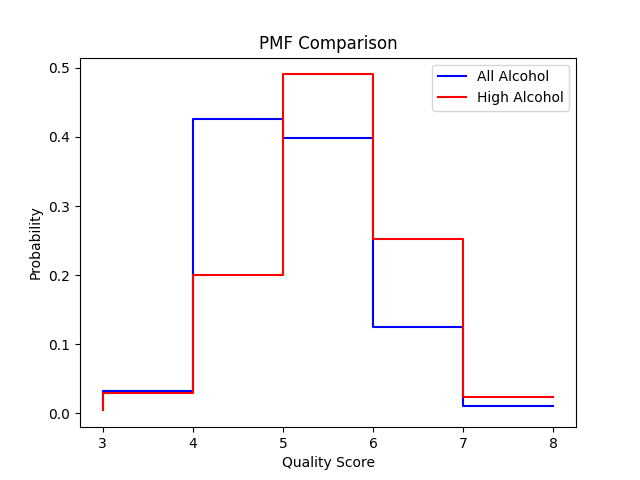 PMF Comparison
All Alcohol
High Alcohol
Probability
0.5
0.4
0.3
0.2
0.1
0.0
3 4 5 6 7 8
Quality Score